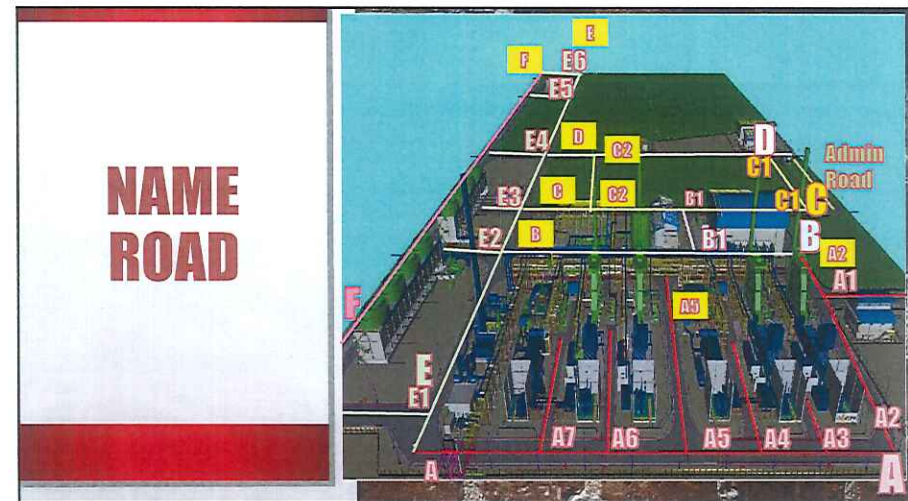 NAME
ROAD
E
F
E6
E5
E4
D
C2
D
C1
Admin
Road
E3
C
C2
B1
C1
C
E2
B
B1
B
A2
A1
F
A5
E
E1
A7
A6
A5
A4
A3
A2
A
A